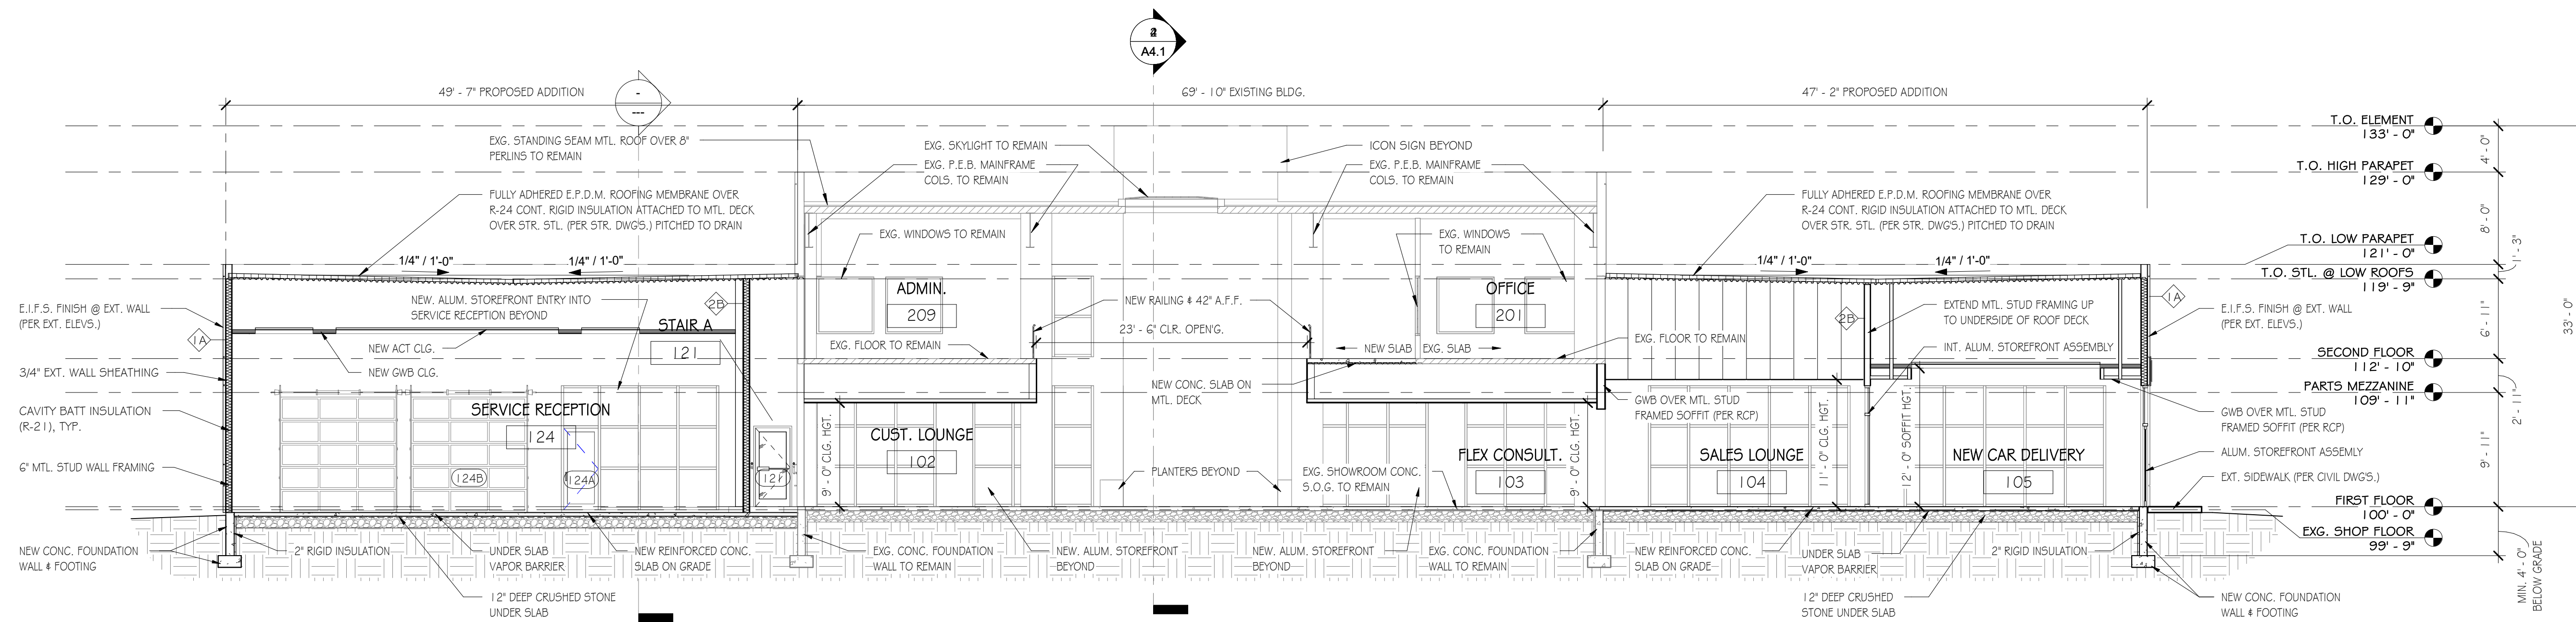 2
A4.1
49' - 7" PROPOSED ADDITION
-
---
69' - 10" EXISTING BLDG.
47' - 2" PROPOSED ADDITION
EXG. STANDING SEAM MTL. ROOF OVER 8"
PERLINS TO REMAIN
EXG. SKYLIGHT TO REMAIN
EXG. P.E.B. MAINFRAME
COLS. TO REMAIN
ICON SIGN BEYOND
EXG. P.E.B. MAINFRAME
COLS. TO REMAIN
FULLY ADHERED E.P.D.M. ROOFING MEMBRANE OVER
R-24 CONT. RIGID INSULATION ATTACHED TO MTL. DECK
OVER STR. STL. (PER STR. DWG'S.) PITCHED TO DRAIN
FULLY ADHERED E.P.D.M. ROOFING MEMBRANE OVER
R-24 CONT. RIGID INSULATION ATTACHED TO MTL. DECK
OVER STR. STL. (PER STR. DWG'S.) PITCHED TO DRAIN
EXG. WINDOWS TO REMAIN
EXG. WINDOWS
TO REMAIN
1/4" / 1'-0"
1/4" / 1'-0"
1/4" / 1'-0"
1/4" / 1'-0"
T.O. ELEMENT
133' - 0"
T.O. HIGH PARAPET
129' - 0"
T.O. LOW PARAPET
121' - 0"
T.O. STL. @ LOW ROOFS
119' - 9"
SECOND FLOOR
112' - 10"
PARTS MEZZANINE
109' - 11"
FIRST FLOOR
100' - 0"
EXG. SHOP FLOOR
99' - 9"
4' - 0"
8' - 0"
1' - 3"
6' - 11"
33' - 0"
2' - 11"
9' - 11"
MIN. 4' - 0"
BELOW GRADE
E.I.F.S. FINISH @ EXT. WALL
(PER EXT. ELEVS.)
1A
3/4" EXT. WALL SHEATHING
CAVITY BATT INSULATION
(R-21), TYP.
6" MTL. STUD WALL FRAMING
NEW CONC. FOUNDATION
WALL & FOOTING
NEW. ALUM. STOREFRONT ENTRY INTO
SERVICE RECEPTION BEYOND
2B
STAIR A
121
NEW ACT CLG.
NEW GWB CLG.
SERVICE RECEPTION
124
124B
124A
121
ADMIN.
209
NEW RAILING & 42" A.F.F.
23' - 6" CLR. OPEN'G.
EXG. FLOOR TO REMAIN
OFFICE
201
NEW SLAB
EXG. SLAB
EXG. FLOOR TO REMAIN
NEW CONC. SLAB ON
MTL. DECK
9' - 0" CLG. HGT.
CUST. LOUNGE
102
PLANTERS BEYOND
EXG. SHOWROOM CONC.
S.O.G. TO REMAIN
FLEX CONSULT.
103
9' - 0" CLG. HGT.
GWB OVER MTL. STUD
FRAMED SOFFIT (PER RCP)
2B
EXTEND MTL. STUD FRAMING UP
TO UNDERSIDE OF ROOF DECK
INT. ALUM. STOREFRONT ASSEMBLY
SALES LOUNGE
104
11' - 0" CLG. HGT.
12' - 0" SOFFIT HGT.
NEW CAR DELIVERY
105
1A
E.I.F.S. FINISH @ EXT. WALL
(PER EXT. ELEVS.)
GWB OVER MTL. STUD
FRAMED SOFFIT (PER RCP)
ALUM. STOREFRONT ASSEMLY
EXT. SIDEWALK (PER CIVIL DWG'S.)
2" RIGID INSULATION
UNDER SLAB
VAPOR BARRIER
NEW REINFORCED CONC.
SLAB ON GRADE
EXG. CONC. FOUNDATION
WALL TO REMAIN
NEW. ALUM. STOREFRONT
BEYOND
NEW. ALUM. STOREFRONT
BEYOND
EXG. CONC. FOUNDATION
WALL TO REMAIN
NEW REINFORCED CONC.
SLAB ON GRADE
UNDER SLAB
VAPOR BARRIER
2" RIGID INSULATION
12" DEEP CRUSHED STONE
UNDER SLAB
12" DEEP CRUSHED
STONE UNDER SLAB
NEW CONC. FOUNDATION
WALL & FOOTING